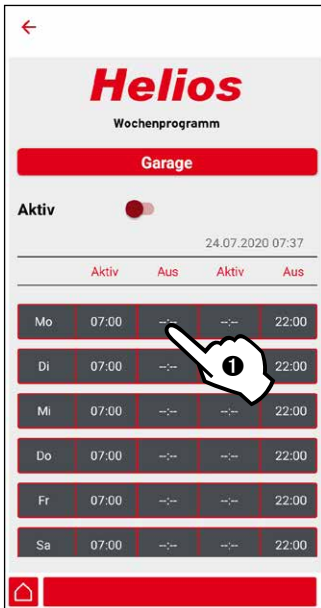 Helios
Wochenprogramm
Garage
Aktiv
24.07.2020 07:37
Aktiv Aus Aktiv Aus
Mo 07:00 --:-- --:-- 22:00
Di 07:00 --:-- 22:00
❶
Mi 07:00 --:-- --:-- 22:00
Do 07:00 --:-- --:-- 22:00
Fr 07:00 --:-- --:-- 22:00
Sa 07:00 --:-- --:-- 22:00